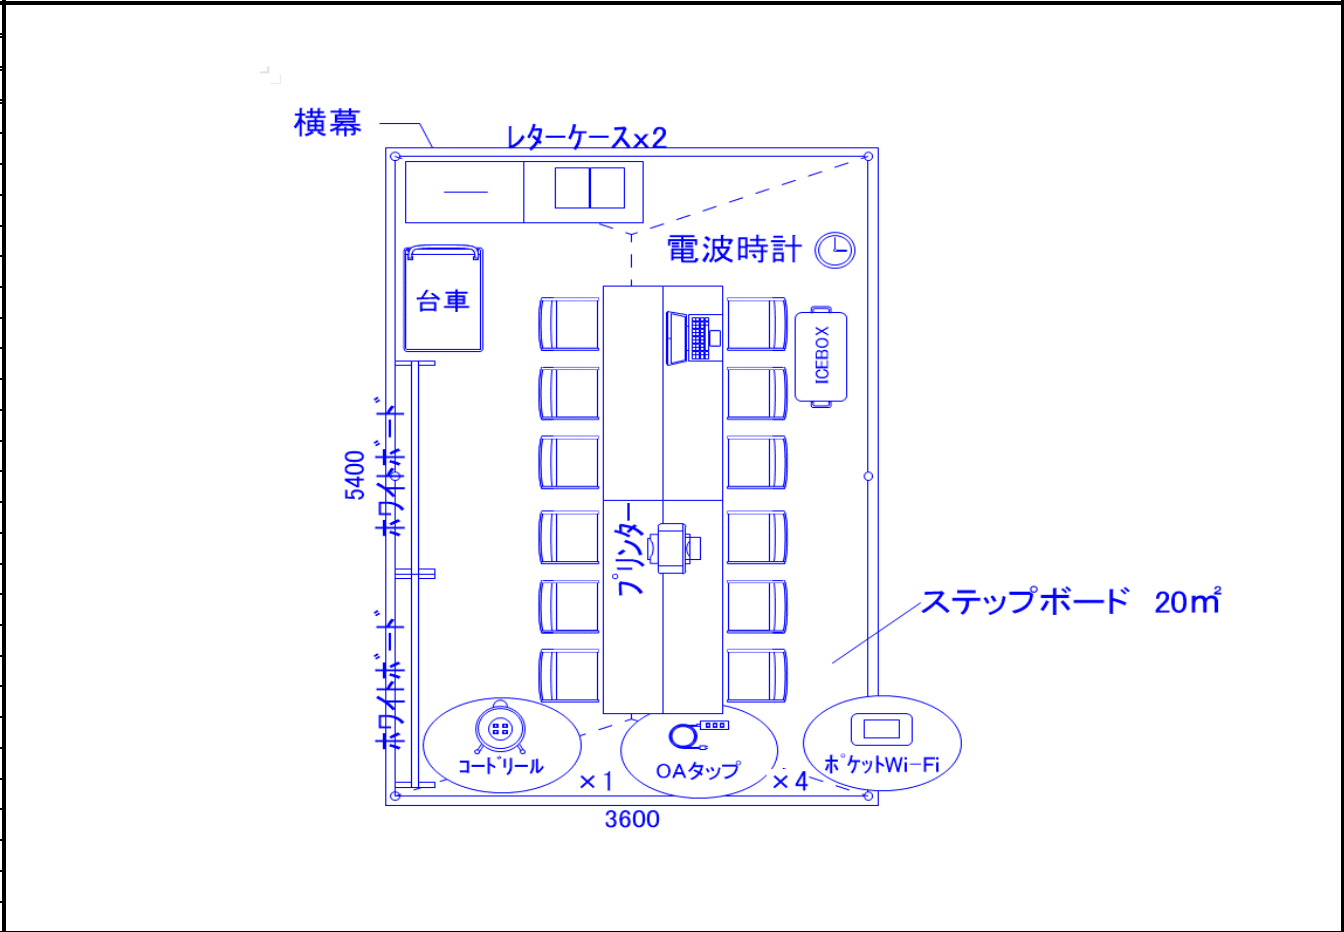 横幕
レターケースx2
電波時計
台車
ICEBOX
ホワイトボード
5400
プリンター
ステップボード 20㎡
ホワイトボード
コードリール
×1
OAタップ
×4
ポケットWi-Fi
3600